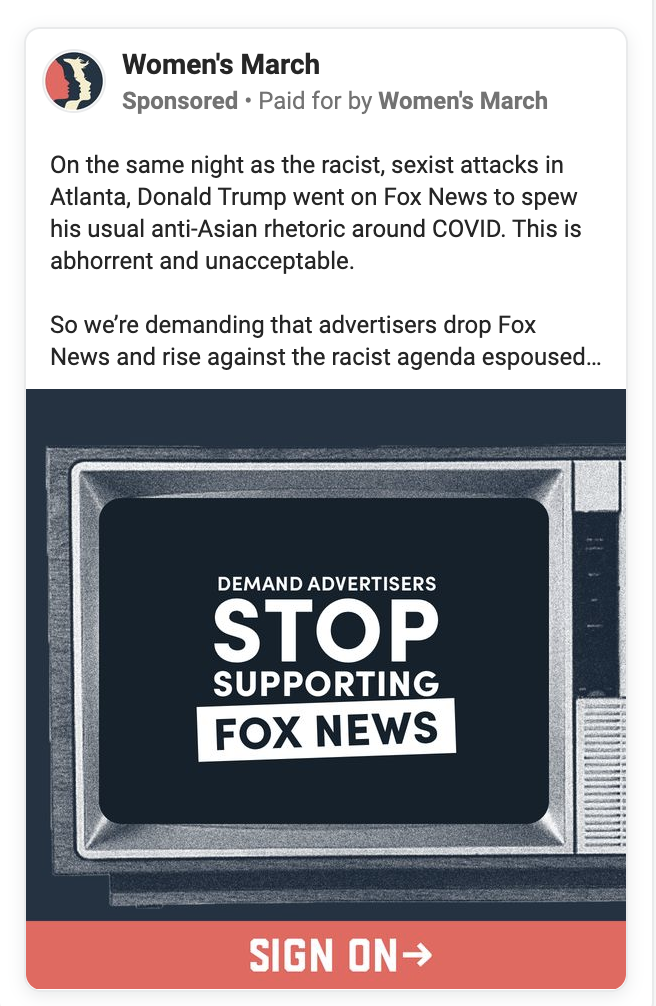 Women's March
Sponsored • Paid for by Women's March
On the same night as the racist, sexist attacks in
Atlanta, Donald Trump went on Fox News to spew
his usual anti-Asian rhetoric around COVID. This is
abhorrent and unacceptable.
So we’re demanding that advertisers drop Fox
News and rise against the racist agenda espoused...
DEMAND ADVERTISERS
STOP
SUPPORTING
FOX NEWS
SIGN ON→